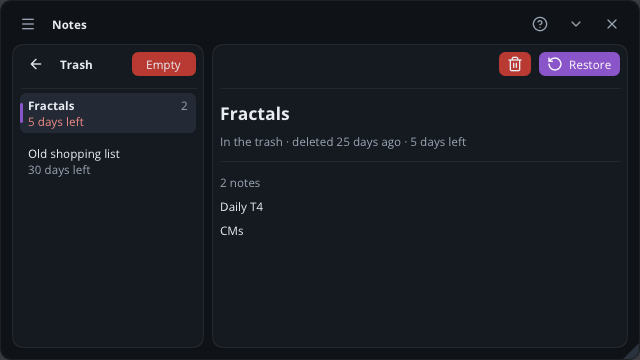 Notes
Trash
Empty
Fractals 2
5 days left
Old shopping list
30 days left
Restore
Fractals
In the trash · deleted 25 days ago · 5 days left
2 notes
Daily T4
CMs